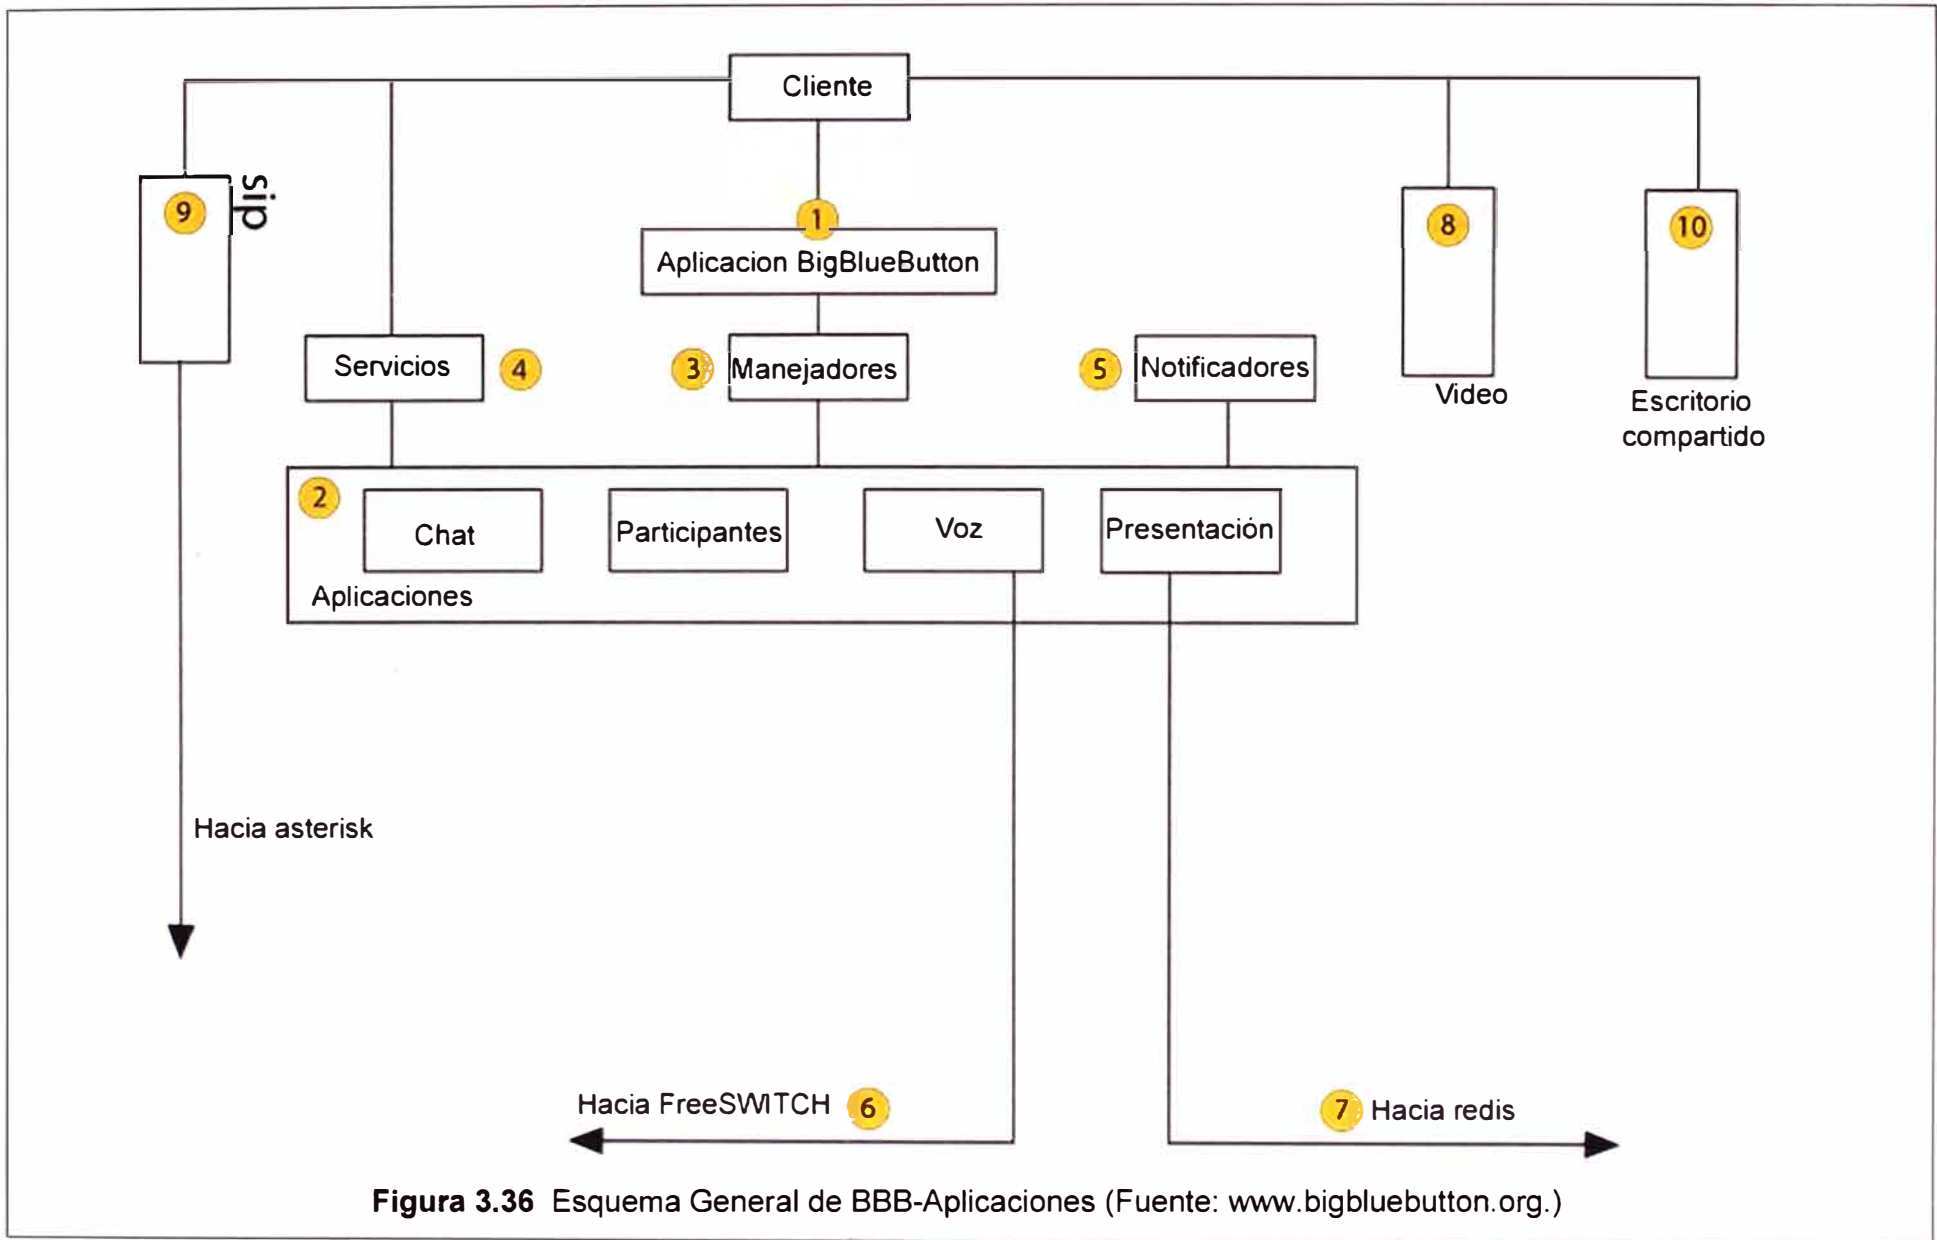 Cliente
9
sip
1
Aplicacion BigBlueButton
8
10
Servicios
4
3
Manejadores
5
Notificadores
Video
Escritorio
compartido
2
Chat
Participantes
Voz
Presentación
Aplicaciones
Hacia asterisk
Hacia FreeSWITCH
6
7
Hacia redis
Figura 3.36 Esquema General de BBB-Aplicaciones (Fuente: www.bigbluebutton.org.)